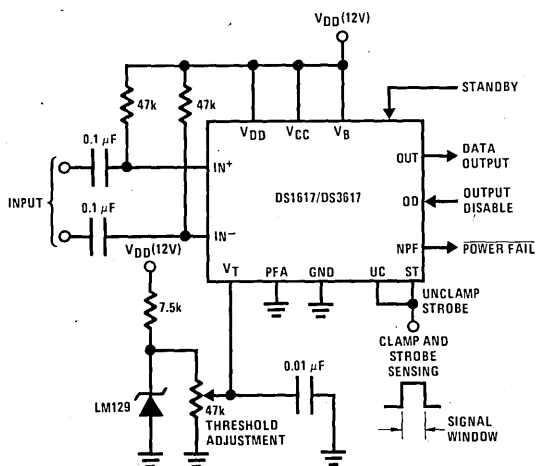 VDD(12V)
47k
47k
STANDBY
0.1 µF
VDD
VCC
VB
IN+
OUT
DATA
OUTPUT
INPUT
DS1617/DS3617
OD
OUTPUT
DISABLE
0.1 µF
IN−
NPF
POWER FAIL
VDD(12V)
VT
PFA
GND
UC
ST
UNCLAMP
STROBE
7.5k
CLAMP AND
STROBE
SENSING
0.01 µF
LM129
47k
THRESHOLD
ADJUSTMENT
SIGNAL
WINDOW